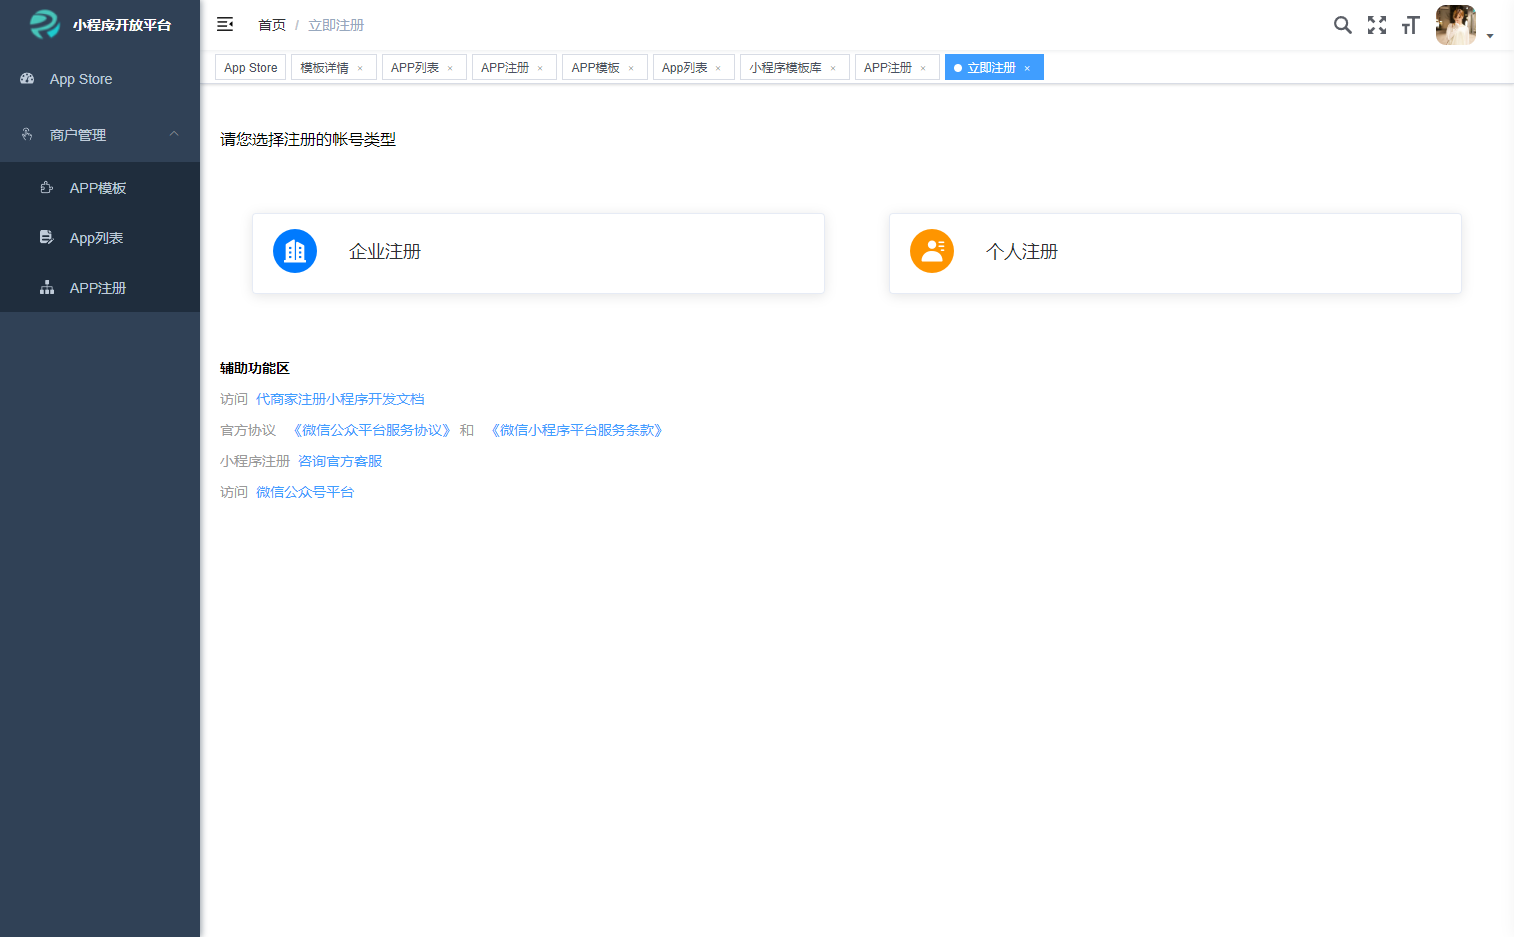 小程序开放平台
首页 / 立即注册
App Store
商户管理
APP模板
App列表
APP注册
App Store 模板详情 × APP列表 × APP注册 × APP模板 × App列表 × 小程序模板库 × APP注册 × 立即注册 ×
请您选择注册的帐号类型
企业注册
个人注册
辅助功能区
访问 代商家注册小程序开发文档
官方协议 《微信公众平台服务协议》 和 《微信小程序平台服务条款》
小程序注册 咨询官方客服
访问 微信公众号平台